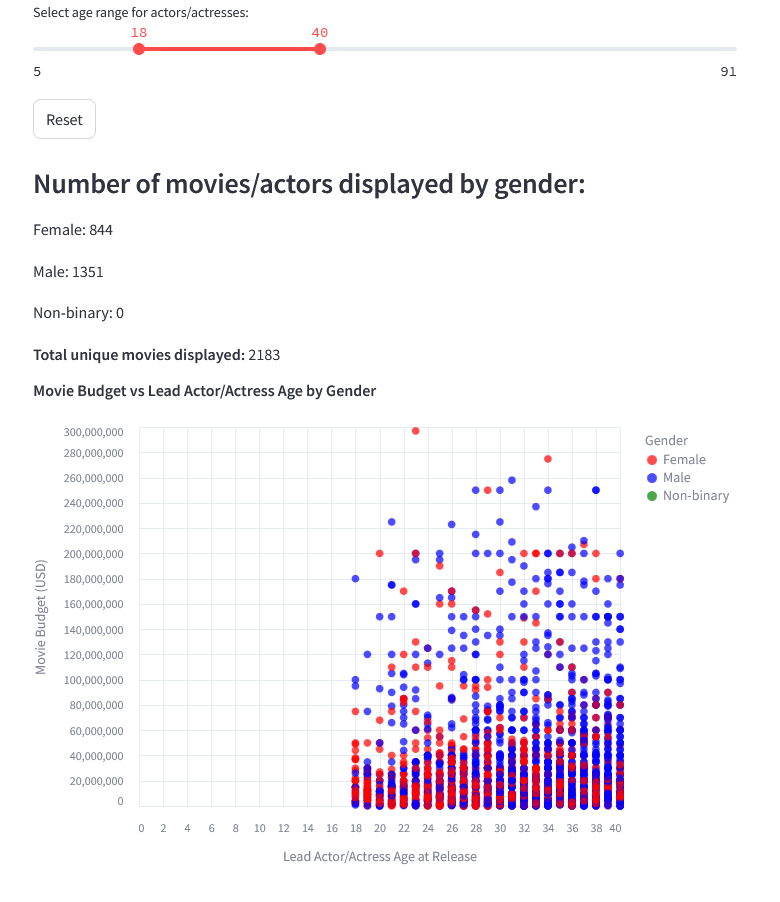 Select age range for actors/actresses:
18 40
5 91
Reset
Number of movies/actors displayed by gender:
Female: 844
Male: 1351
Non-binary: 0
Total unique movies displayed: 2183
Movie Budget vs Lead Actor/Actress Age by Gender
300,000,000
280,000,000
260,000,000
240,000,000
220,000,000
200,000,000
180,000,000
160,000,000
140,000,000
120,000,000
100,000,000
80,000,000
60,000,000
40,000,000
20,000,000
0
Movie Budget (USD)
Gender
Female
Male
Non-binary
0 2 4 6 8 10 12 14 16 18 20 22 24 26 28 30 32 34 36 38 40
Lead Actor/Actress Age at Release